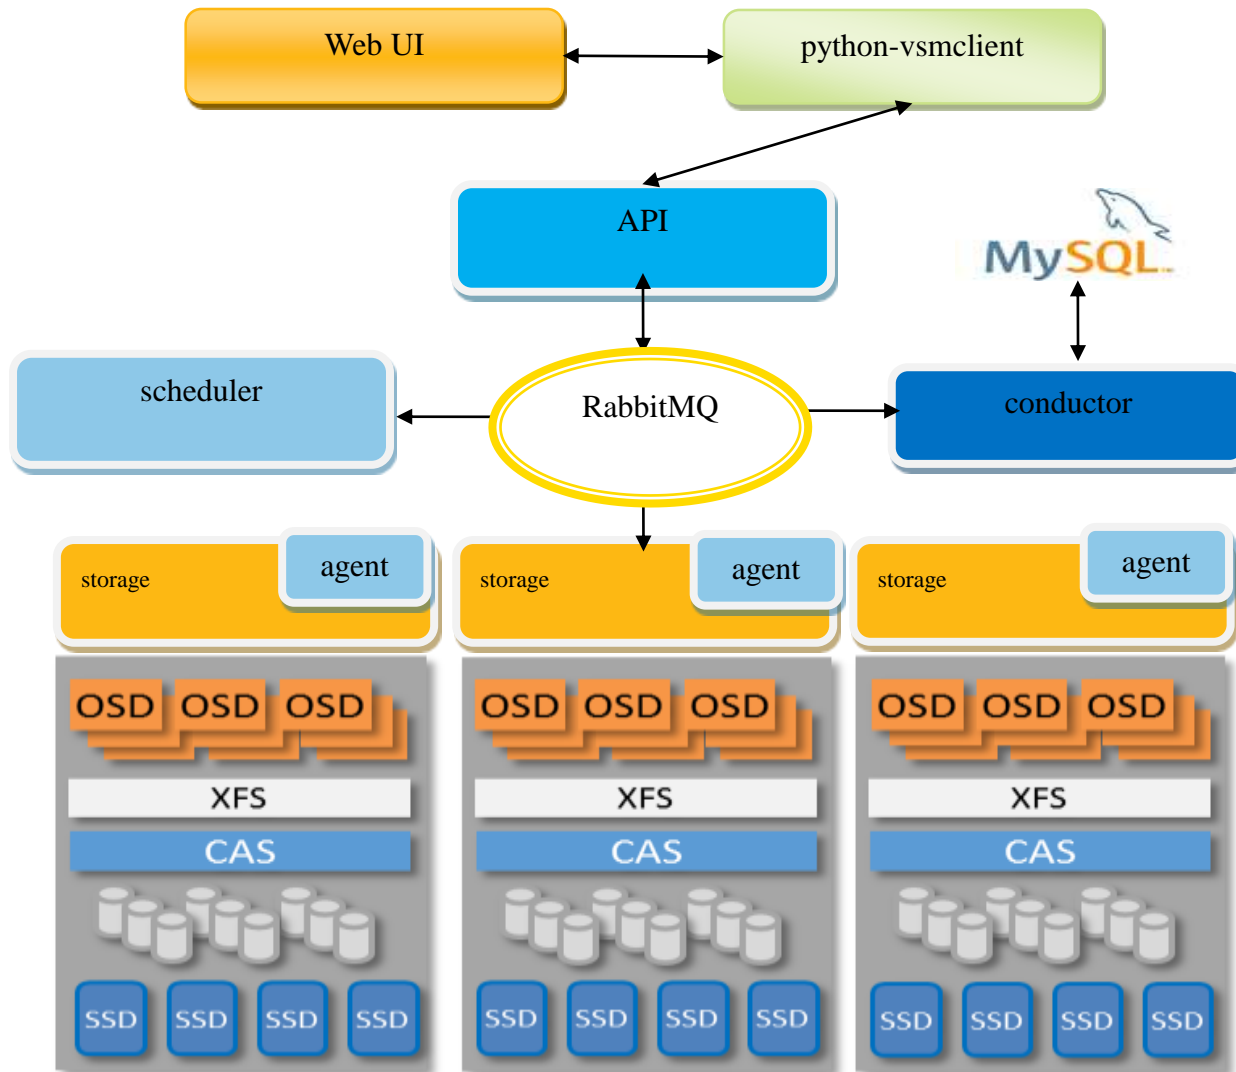 Web UI
python-vsmclient
API
MySQL
scheduler
RabbitMQ
conductor
storage
agent
storage
agent
storage
agent
OSD OSD OSD
OSD OSD OSD
OSD OSD OSD
XFS
XFS
XFS
CAS
CAS
CAS
SSD SSD SSD SSD
SSD SSD SSD SSD
SSD SSD SSD SSD